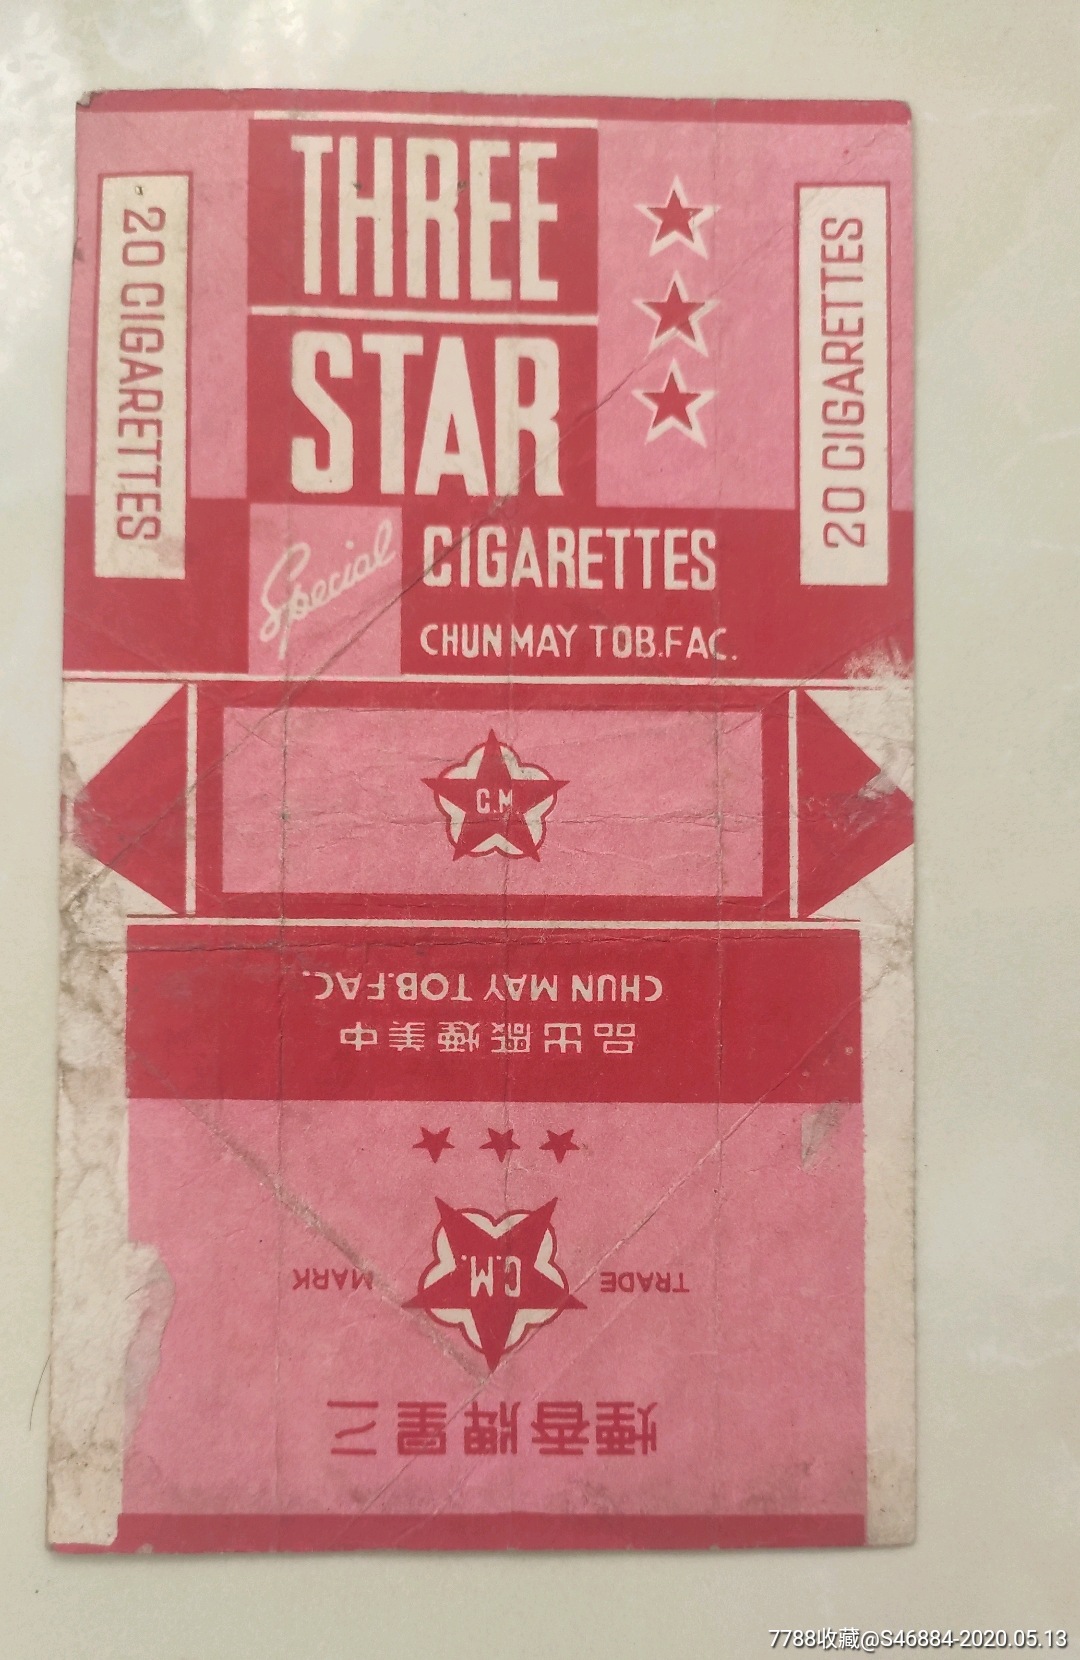 THREE
STAR
Special
CIGARETTES
CHUN MAY TOB.FAC.
20 CIGARETTES
20 CIGARETTES
C.M.
三星牌香煙
TRADE MARK
C.M.
中美煙廠出品
CHUN MAY TOB.FAC.
7788收藏@S46884-2020.05.13